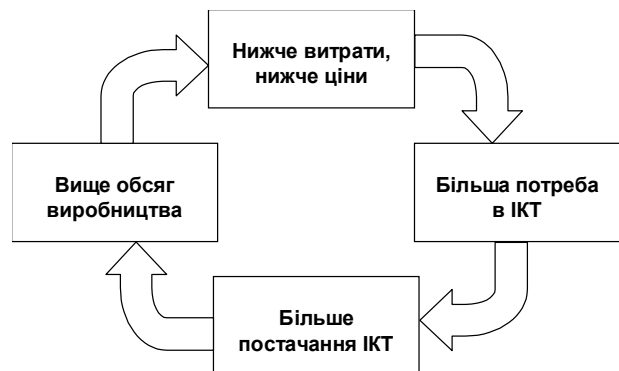 Нижче витрати,
нижче ціни
Більша потреба
в ІКТ
Більше
постачання ІКТ
Вище обсяг
виробництва